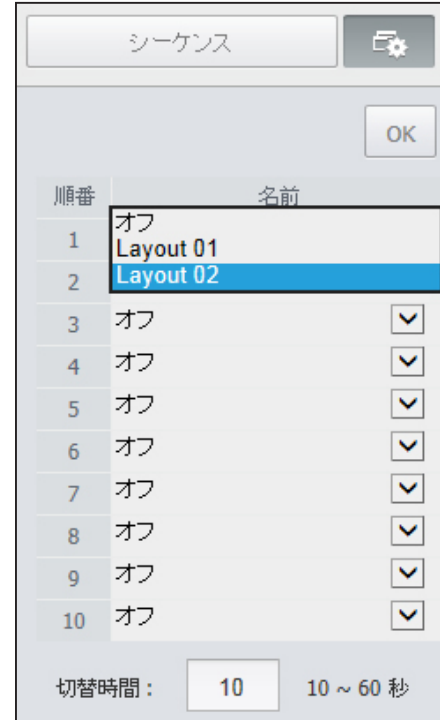 シーケンス
OK
順番 名前
1 オフ
Layout 01
2 Layout 02
3 オフ
4 オフ
5 オフ
6 オフ
7 オフ
8 オフ
9 オフ
10 オフ
切替時間： 10 10 ~ 60 秒